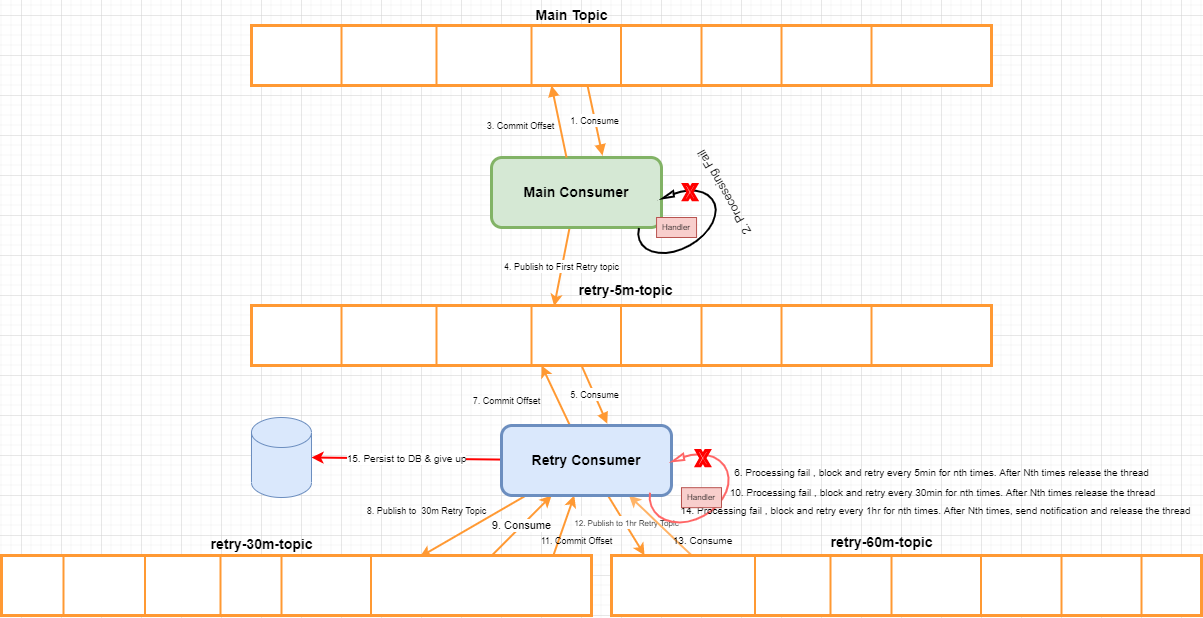 Main Topic
3. Commit Offset
1. Consume
2. Processing Fail
Main Consumer
Handler
4. Publish to First Retry topic
retry-5m-topic
7. Commit Offset
5. Consume
15. Persist to DB & give up
Retry Consumer
6. Processing fail , block and retry every 5min for nth times. After Nth times release the thread
Handler
10. Processing fail , block and retry every 30min for nth times. After Nth times release the thread
14. Processing fail , block and retry every 1hr for nth times. After Nth times, send notification and release the thread
8. Publish to 30m Retry Topic
9. Consume
12. Publish to 1hr Retry Topic
11. Commit Offset
13. Consume
retry-30m-topic
retry-60m-topic